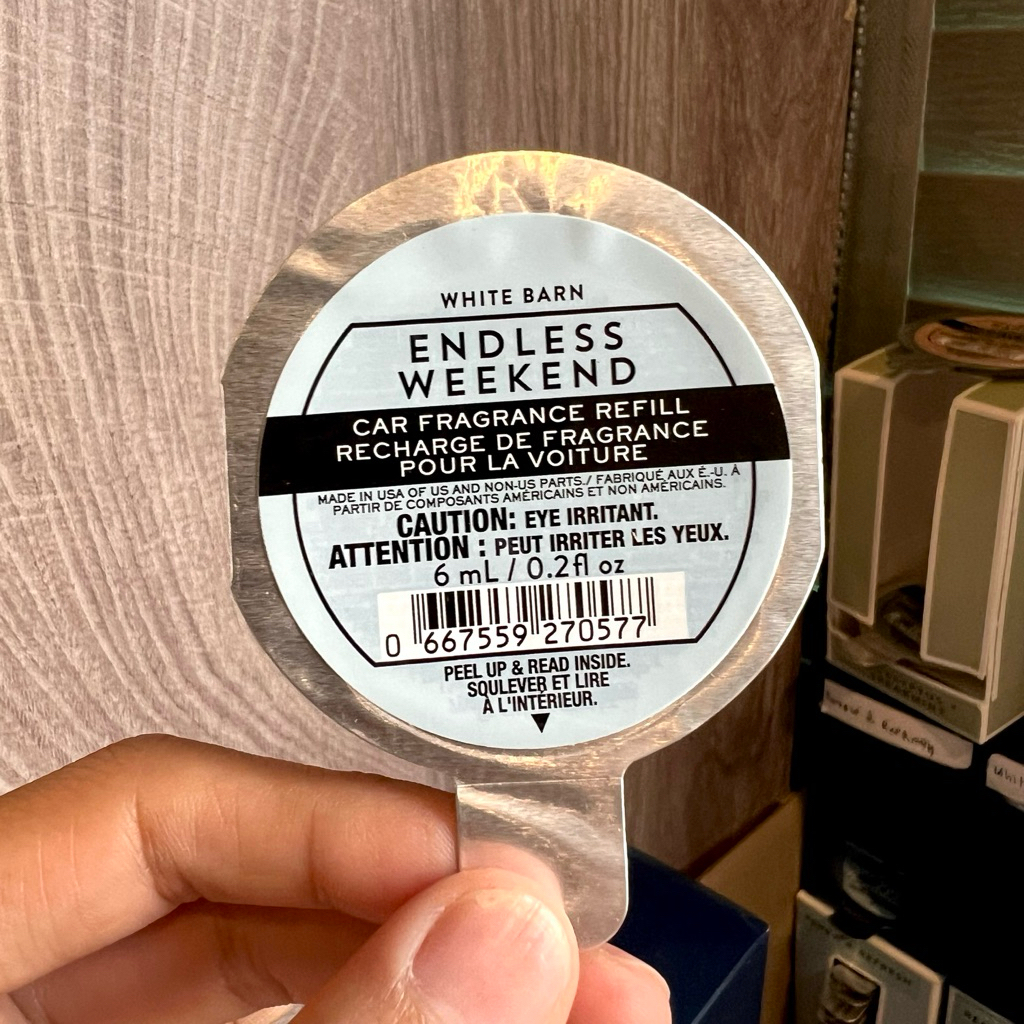 WHITE BARN
ENDLESS
WEEKEND
CAR FRAGRANCE REFILL
RECHARGE DE FRAGRANCE
POUR LA VOITURE
MADE IN USA OF US AND NON-US PARTS./ FABRIQUÉ AUX É.-U. À
PARTIR DE COMPOSANTS AMÉRICAINS ET NON AMÉRICAINS.
CAUTION: EYE IRRITANT.
ATTENTION : PEUT IRRITER LES YEUX.
6 mL / 0.2fl oz
0 667559 270577
PEEL UP & READ INSIDE.
SOULEVER ET LIRE
À L'INTÉRIEUR.